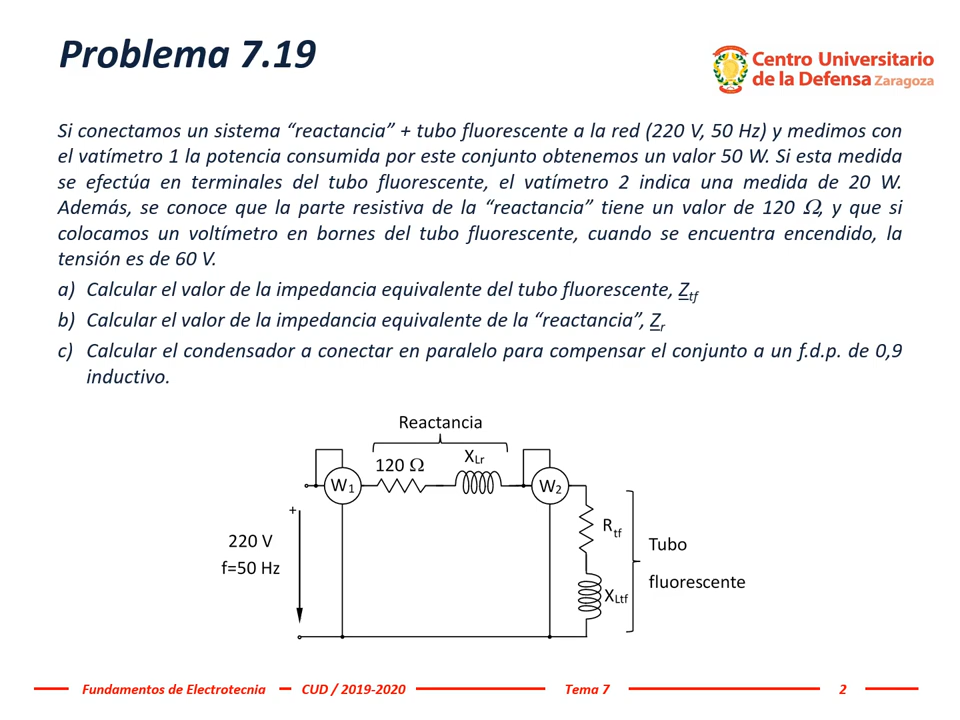 Problema 7.19
Centro Universitario
de la Defensa Zaragoza
Si conectamos un sistema “reactancia” + tubo fluorescente a la red (220 V, 50 Hz) y medimos con
el vatímetro 1 la potencia consumida por este conjunto obtenemos un valor 50 W. Si esta medida
se efectúa en terminales del tubo fluorescente, el vatímetro 2 indica una medida de 20 W.
Además, se conoce que la parte resistiva de la “reactancia” tiene un valor de 120 Ω, y que si
colocamos un voltímetro en bornes del tubo fluorescente, cuando se encuentra encendido, la
tensión es de 60 V.
a) Calcular el valor de la impedancia equivalente del tubo fluorescente, Ztf
b) Calcular el valor de la impedancia equivalente de la “reactancia”, Zr
c) Calcular el condensador a conectar en paralelo para compensar el conjunto a un f.d.p. de 0,9
inductivo.
Reactancia
120 Ω
XLr
W1
W2
+
220 V
f=50 Hz
Rtf
XLtf
Tubo
fluorescente
Fundamentos de Electrotecnia
CUD / 2019-2020
Tema 7
2